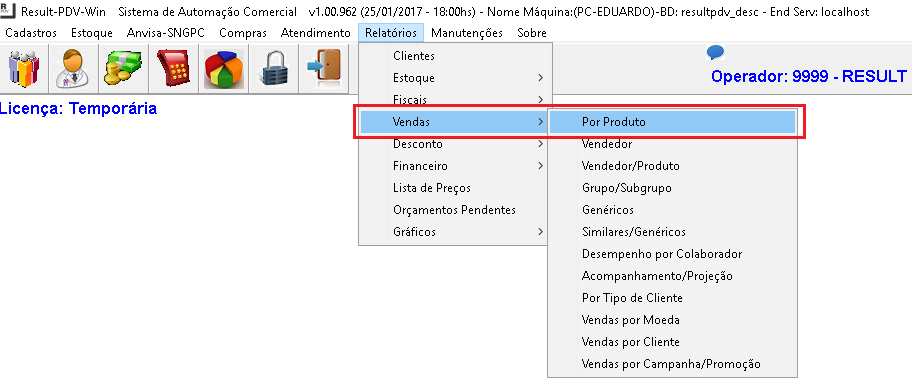 Result-PDV-Win Sistema de Automação Comercial v1.00.962 (25/01/2017 - 18:00hs) - Nome Máquina:(PC-EDUARDO)-BD: resultpdv_desc - End Serv: localhost
Cadastros Estoque Anvisa-SNGPC Compras Atendimento Relatórios Manutenções Sobre
Operador: 9999 - RESULT
Licença: Temporária
Clientes
Estoque
Fiscais
Vendas
Desconto
Financeiro
Lista de Preços
Orçamentos Pendentes
Gráficos
Por Produto
Vendedor
Vendedor/Produto
Grupo/Subgrupo
Genéricos
Similares/Genéricos
Desempenho por Colaborador
Acompanhamento/Projeção
Por Tipo de Cliente
Vendas por Moeda
Vendas por Cliente
Vendas por Campanha/Promoção